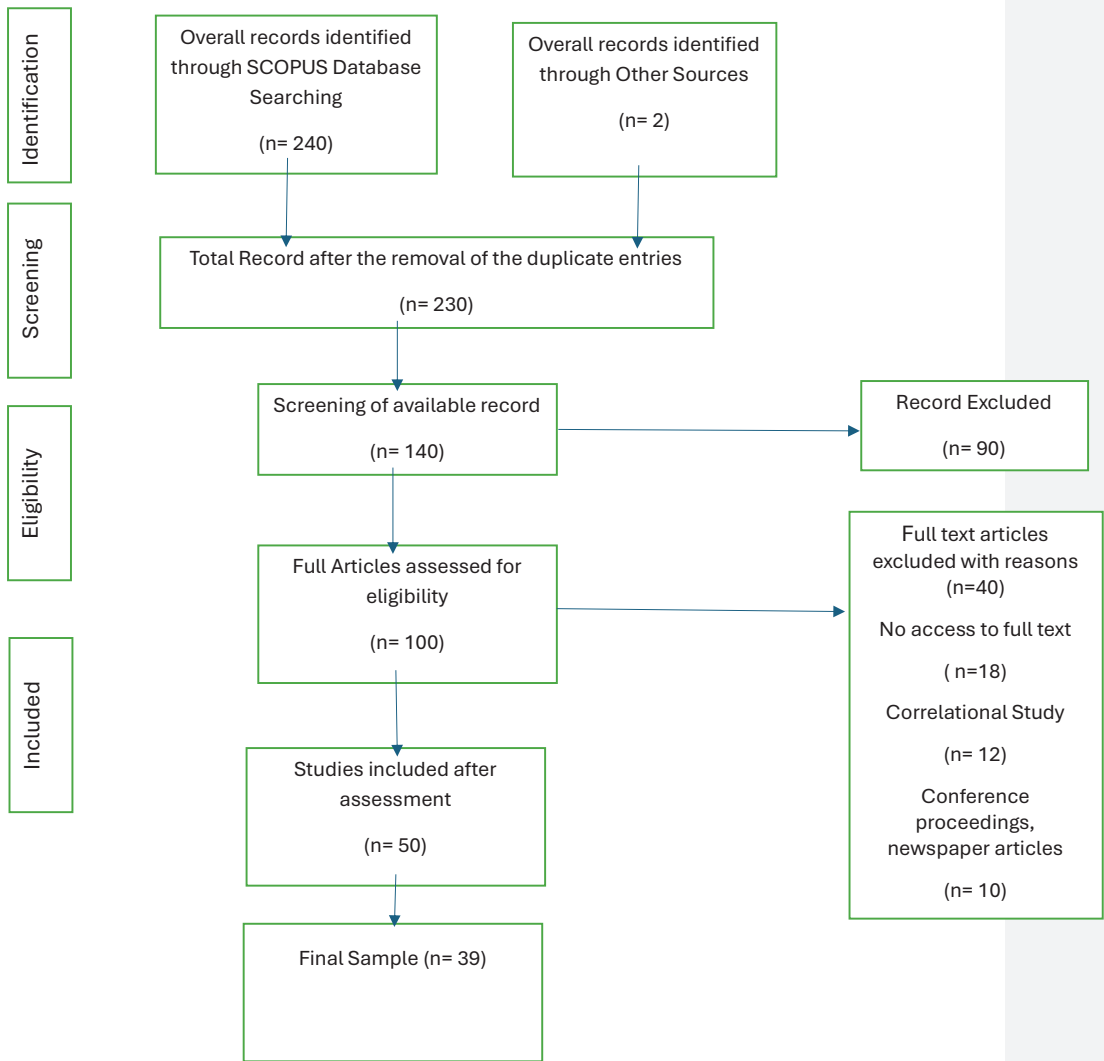 Identification
Overall records identified
through SCOPUS Database
Searching
(n= 240)
Overall records identified
through Other Sources
(n= 2)
Screening
Total Record after the removal of the duplicate entries
(n= 230)
Eligibility
Screening of available record
(n= 140)
Record Excluded
(n= 90)
Full Articles assessed for
eligibility
(n= 100)
Full text articles
excluded with reasons
(n=40)
No access to full text
( n=18)
Correlational Study
(n= 12)
Conference
proceedings,
newspaper articles
(n= 10)
Included
Studies included after
assessment
(n= 50)
Final Sample (n= 39)